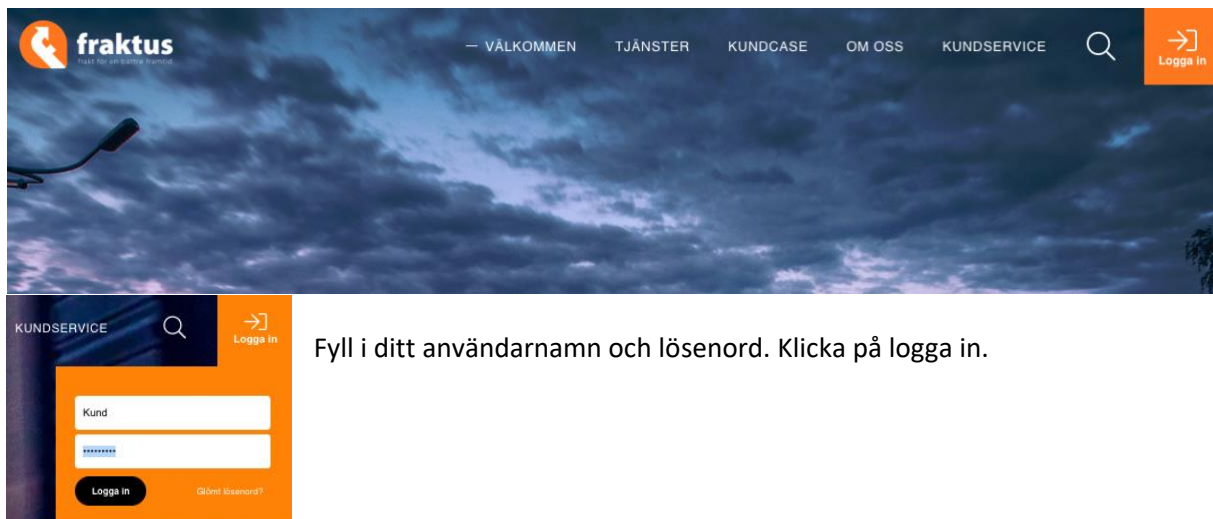 fraktus
frakt för en bättre framtid
— VÄLKOMMEN TJÄNSTER KUNDCASE OM OSS KUNDSERVICE
Logga in
KUNDSERVICE
Logga in
Fyll i ditt användarnamn och lösenord. Klicka på logga in.
Kund
*********
Logga in Glömt lösenord?